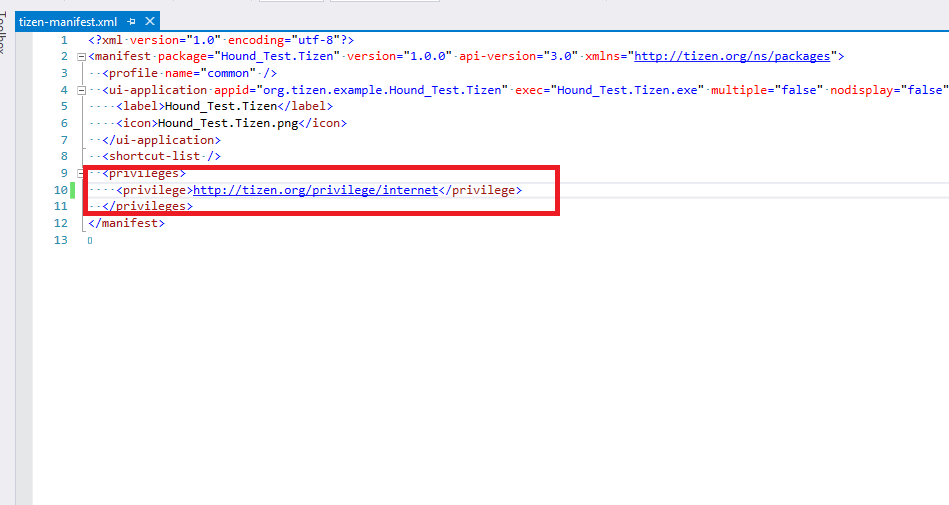 tizen-manifest.xml
Toolbox
1 <?xml version="1.0" encoding="utf-8"?>
2 <manifest package="Hound_Test.Tizen" version="1.0.0" api-version="3.0" xmlns="http://tizen.org/ns/packages">
3 <profile name="common" />
4 <ui-application appid="org.tizen.example.Hound_Test.Tizen" exec="Hound_Test.Tizen.exe" multiple="false" nodisplay="false"
5 <label>Hound_Test.Tizen</label>
6 <icon>Hound_Test.Tizen.png</icon>
7 </ui-application>
8 <shortcut-list />
9 <privileges>
10 <privilege>http://tizen.org/privilege/internet</privilege>
11 </privileges>
12 </manifest>
13